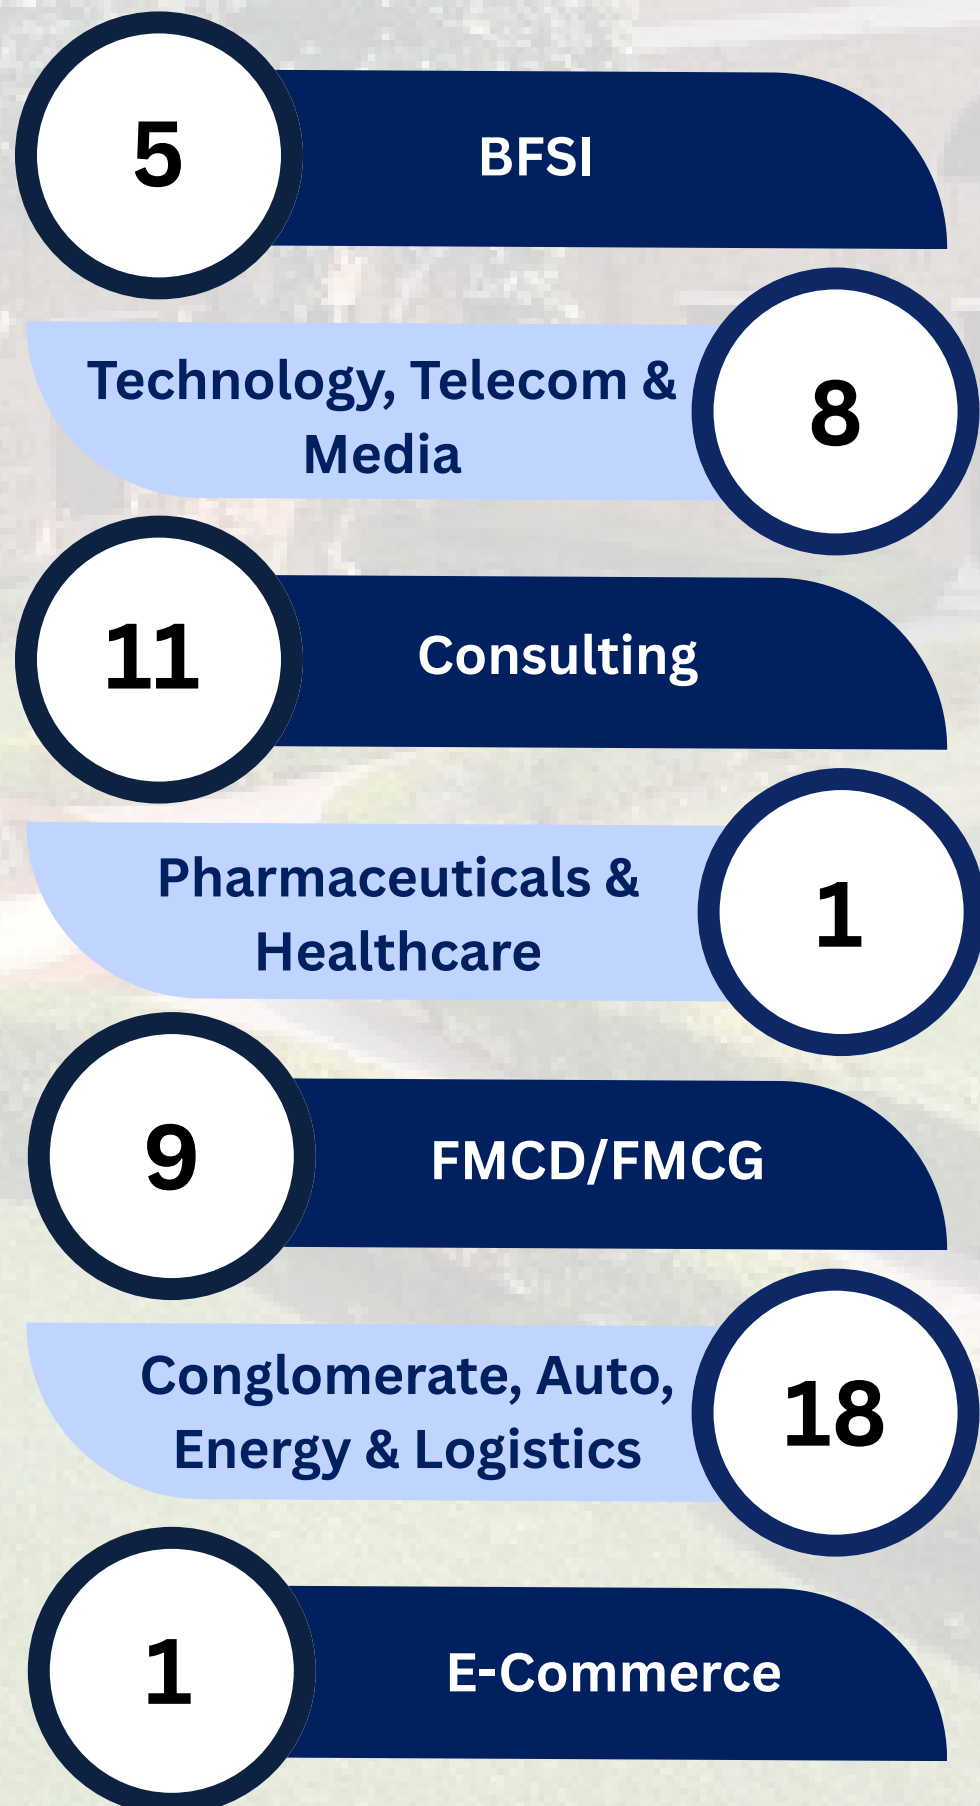 5
BFSI
Technology, Telecom &
Media
8
11
Consulting
Pharmaceuticals &
Healthcare
1
9
FMCD/FMCG
Conglomerate, Auto,
Energy & Logistics
18
1
E-Commerce